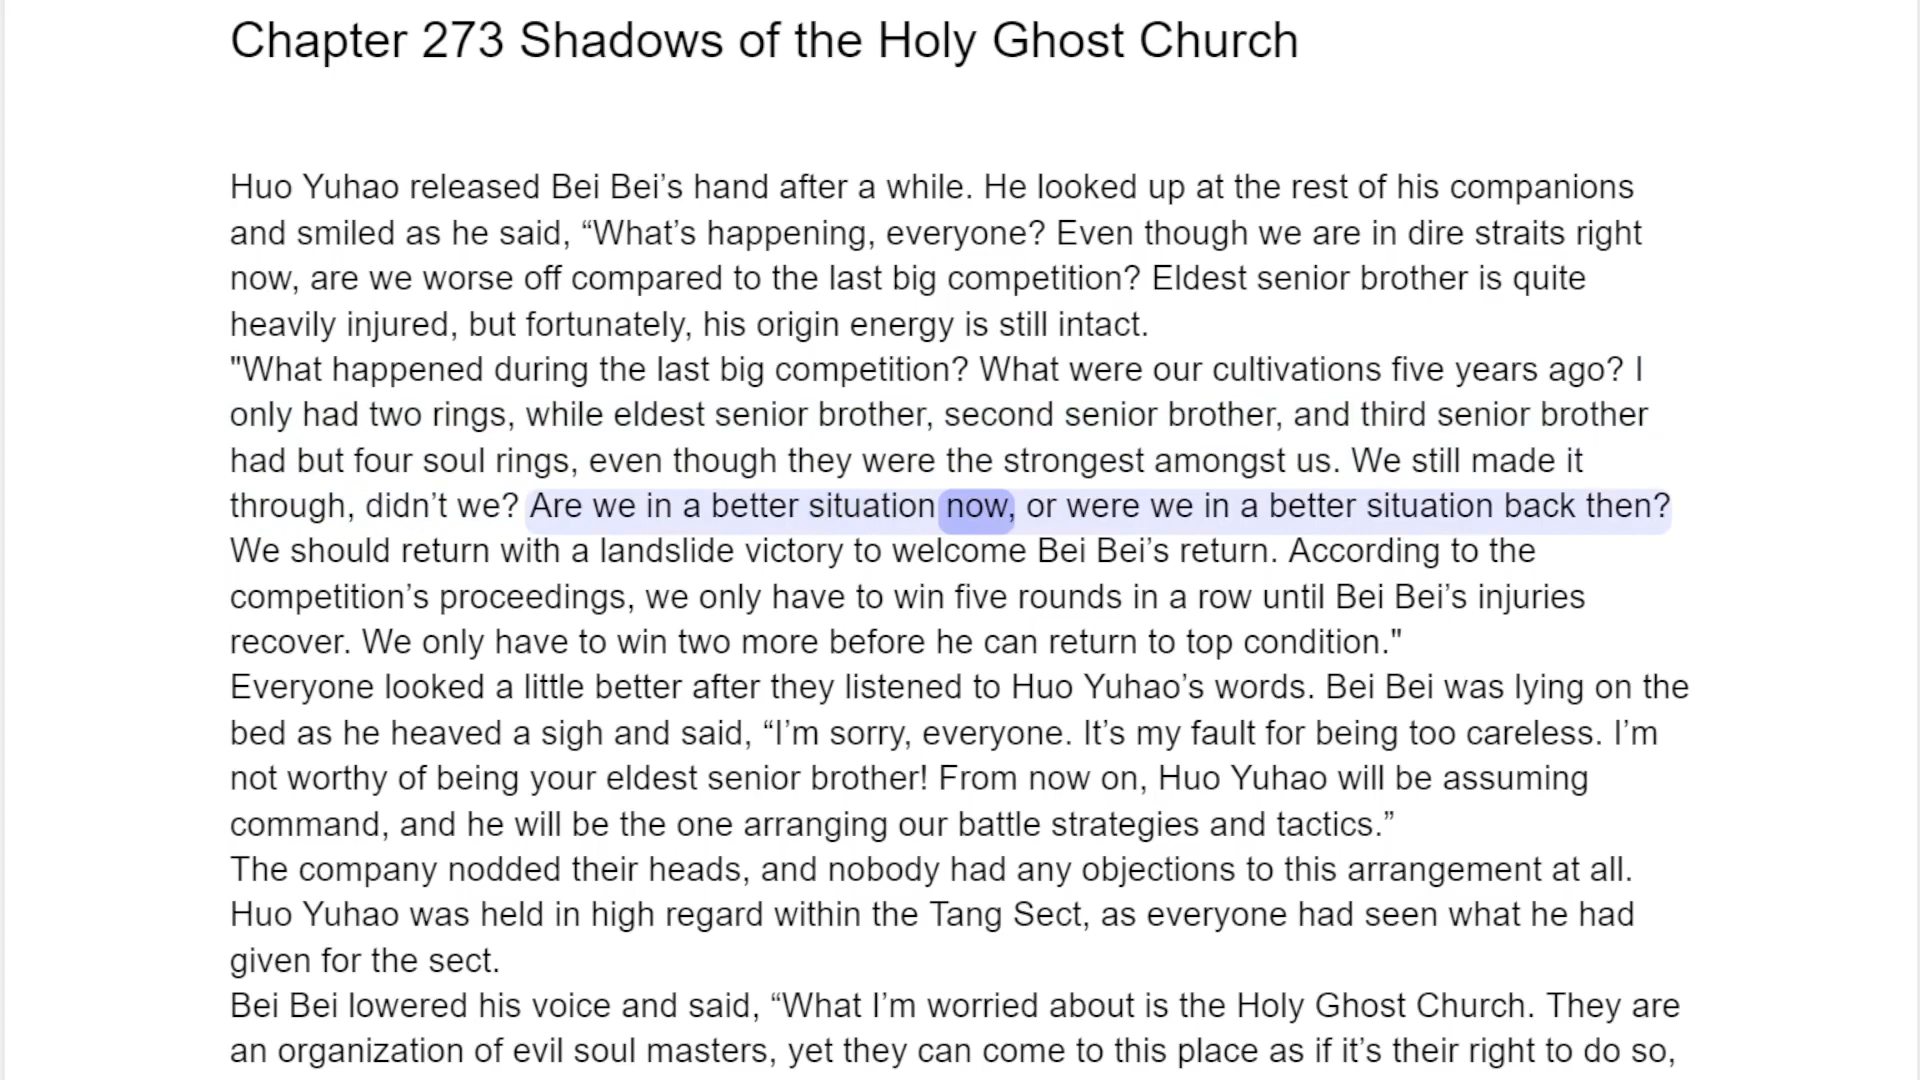 Chapter 273 Shadows of the Holy Ghost Church
Huo Yuhao released Bei Bei’s hand after a while. He looked up at the rest of his companions
and smiled as he said, “What’s happening, everyone? Even though we are in dire straits right
now, are we worse off compared to the last big competition? Eldest senior brother is quite
heavily injured, but fortunately, his origin energy is still intact.
"What happened during the last big competition? What were our cultivations five years ago? I
only had two rings, while eldest senior brother, second senior brother, and third senior brother
had but four soul rings, even though they were the strongest amongst us. We still made it
through, didn’t we? Are we in a better situation now, or were we in a better situation back then?
We should return with a landslide victory to welcome Bei Bei’s return. According to the
competition’s proceedings, we only have to win five rounds in a row until Bei Bei’s injuries
recover. We only have to win two more before he can return to top condition."
Everyone looked a little better after they listened to Huo Yuhao’s words. Bei Bei was lying on the
bed as he heaved a sigh and said, “I’m sorry, everyone. It’s my fault for being too careless. I’m
not worthy of being your eldest senior brother! From now on, Huo Yuhao will be assuming
command, and he will be the one arranging our battle strategies and tactics.”
The company nodded their heads, and nobody had any objections to this arrangement at all.
Huo Yuhao was held in high regard within the Tang Sect, as everyone had seen what he had
given for the sect.
Bei Bei lowered his voice and said, “What I’m worried about is the Holy Ghost Church. They are
an organization of evil soul masters, yet they can come to this place as if it’s their right to do so,